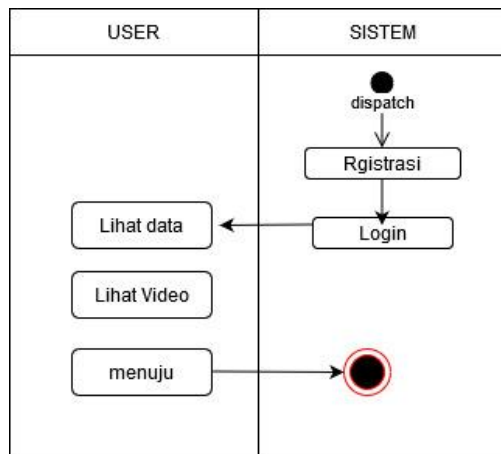 USER
SISTEM
dispatch
Rgistrasi
Lihat data
Login
Lihat Video
menuju